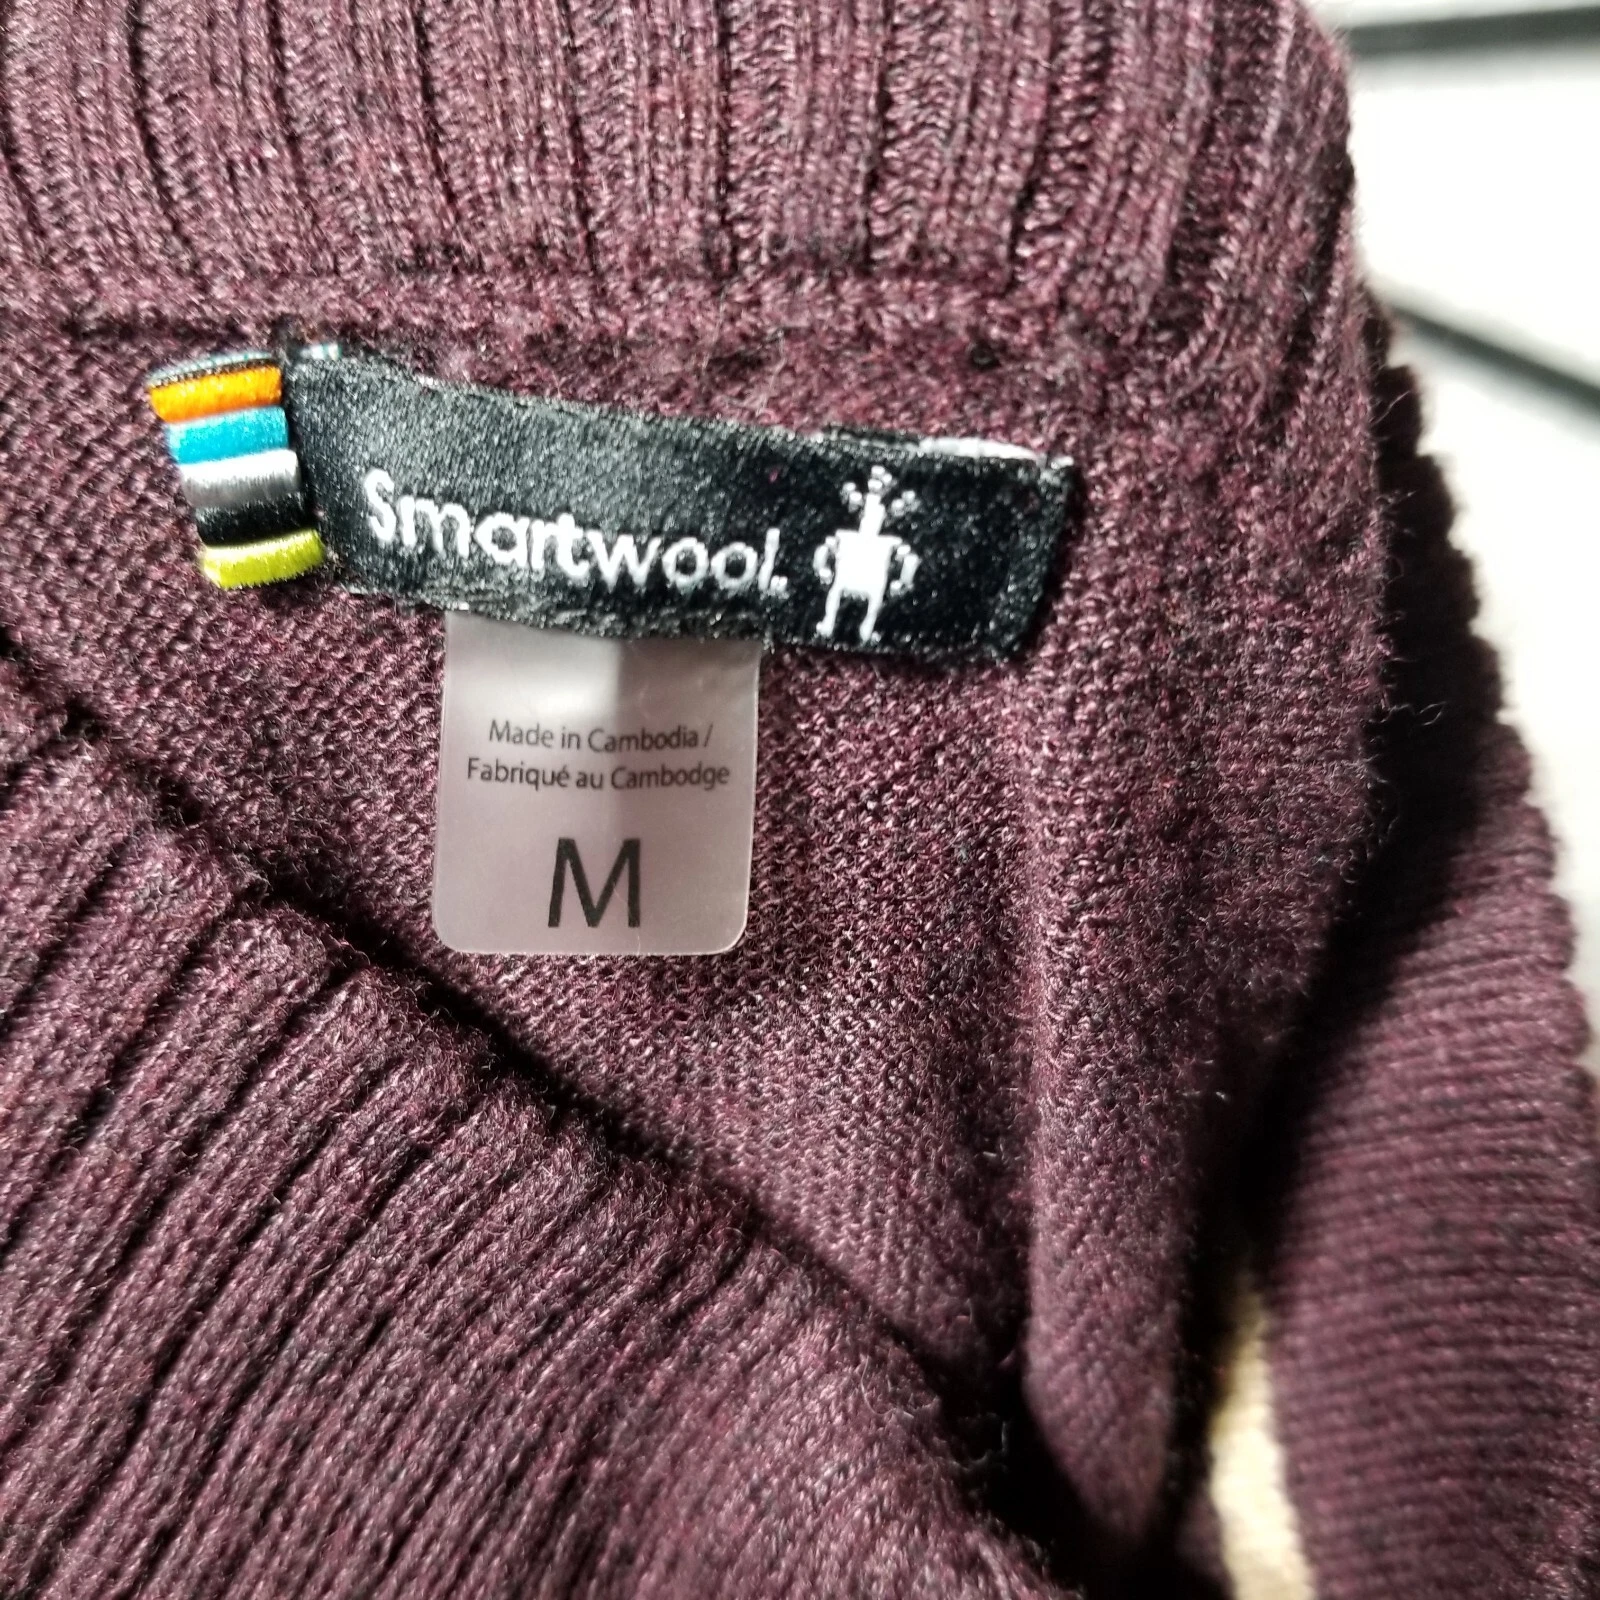 Smartwool.
Made in Cambodia /
Fabriqué au Cambodge
M